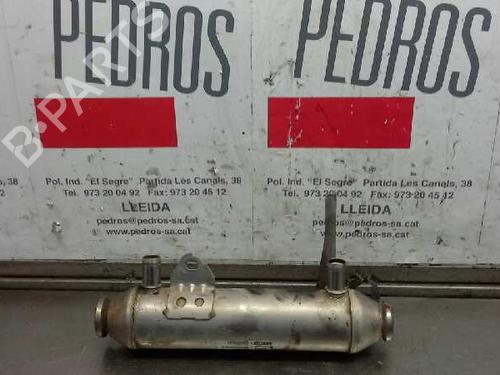 PEDROS
PEDROS
B-PARTS
, 38
Pol. Ind. "El Segre". Partida Les Canals, 38
Pol. Ind. "El Segre". Partida Les Canals, 38
12
Tel. 973 20 04 92 Fax: 973 20 45 12
Tel. 973 20 04 92 Fax: 973 20 45 12
LLEIDA
LLEIDA
pedros@pedros-sa.cat
www.pedros-sa.cat
pedros@pedros-sa.cat
www.pedros-sa.cat